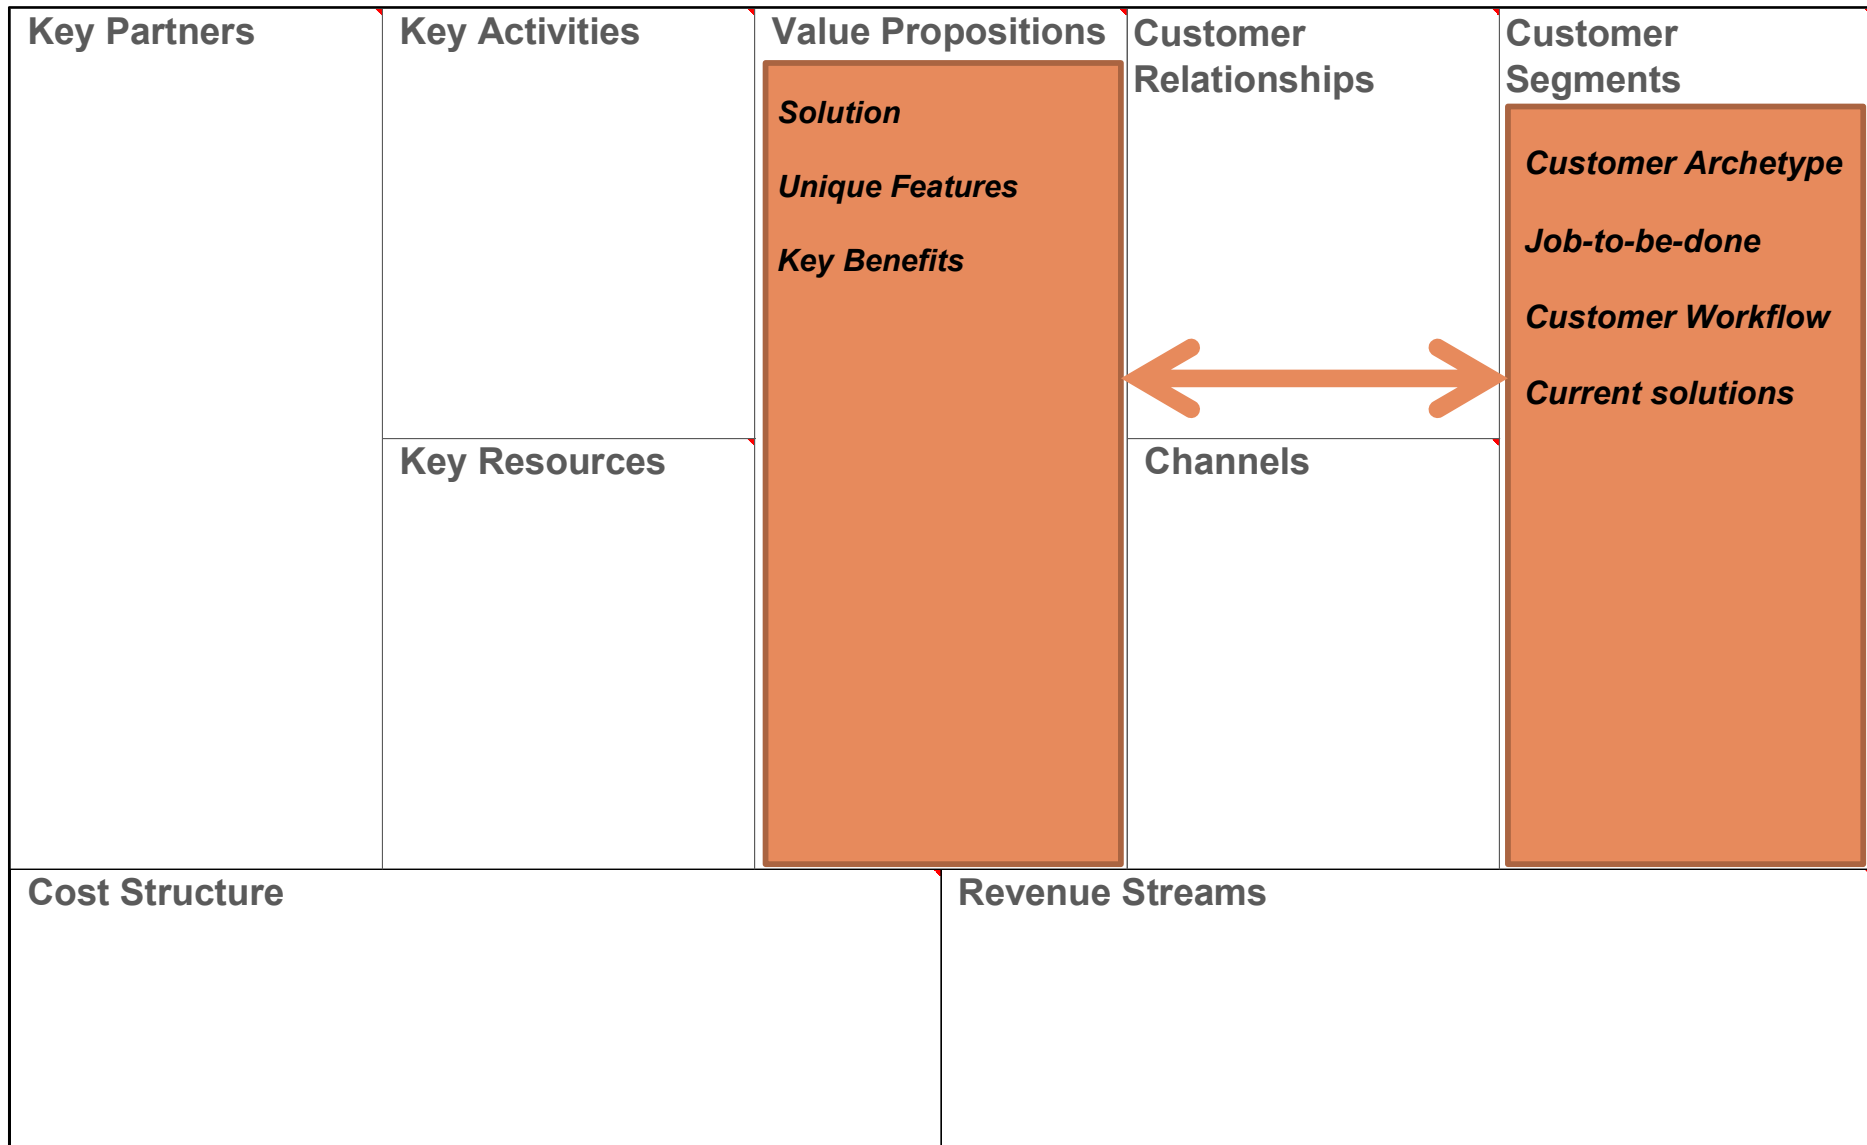 Key Partners
Key Activities
Value Propositions
Solution
Unique Features
Key Benefits
Customer
Relationships
Customer
Segments
Customer Archetype
Job-to-be-done
Customer Workflow
Current solutions
Key Resources
Channels
Cost Structure
Revenue Streams